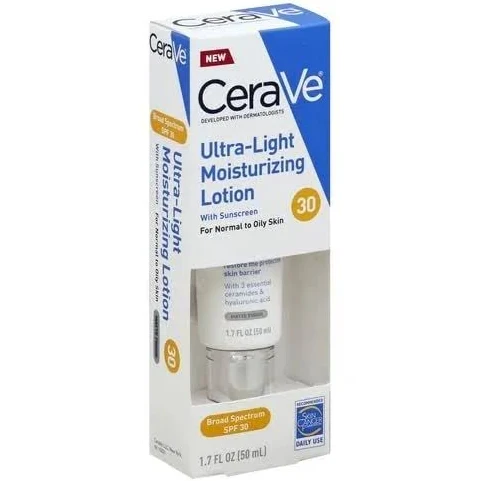 NEW
CeraVe
DEVELOPED WITH DERMATOLOGISTS
Ultra-Light
Moisturizing
Lotion
With Sunscreen
30
For Normal to Oily Skin
skin barrier
With 3 essential
ceramides &
hyaluronic acid
1.7 FL OZ (50 mL)
Broad Spectrum
SPF 30
1.7 FL OZ (50 mL)
RECOMMENDED
SKIN
CANCER
DAILY USE
CeraVe
Broad Spectrum
SPF 30
Ultra-Light
Moisturizing Lotion
With Sunscreen
For Normal to Oily Skin
30